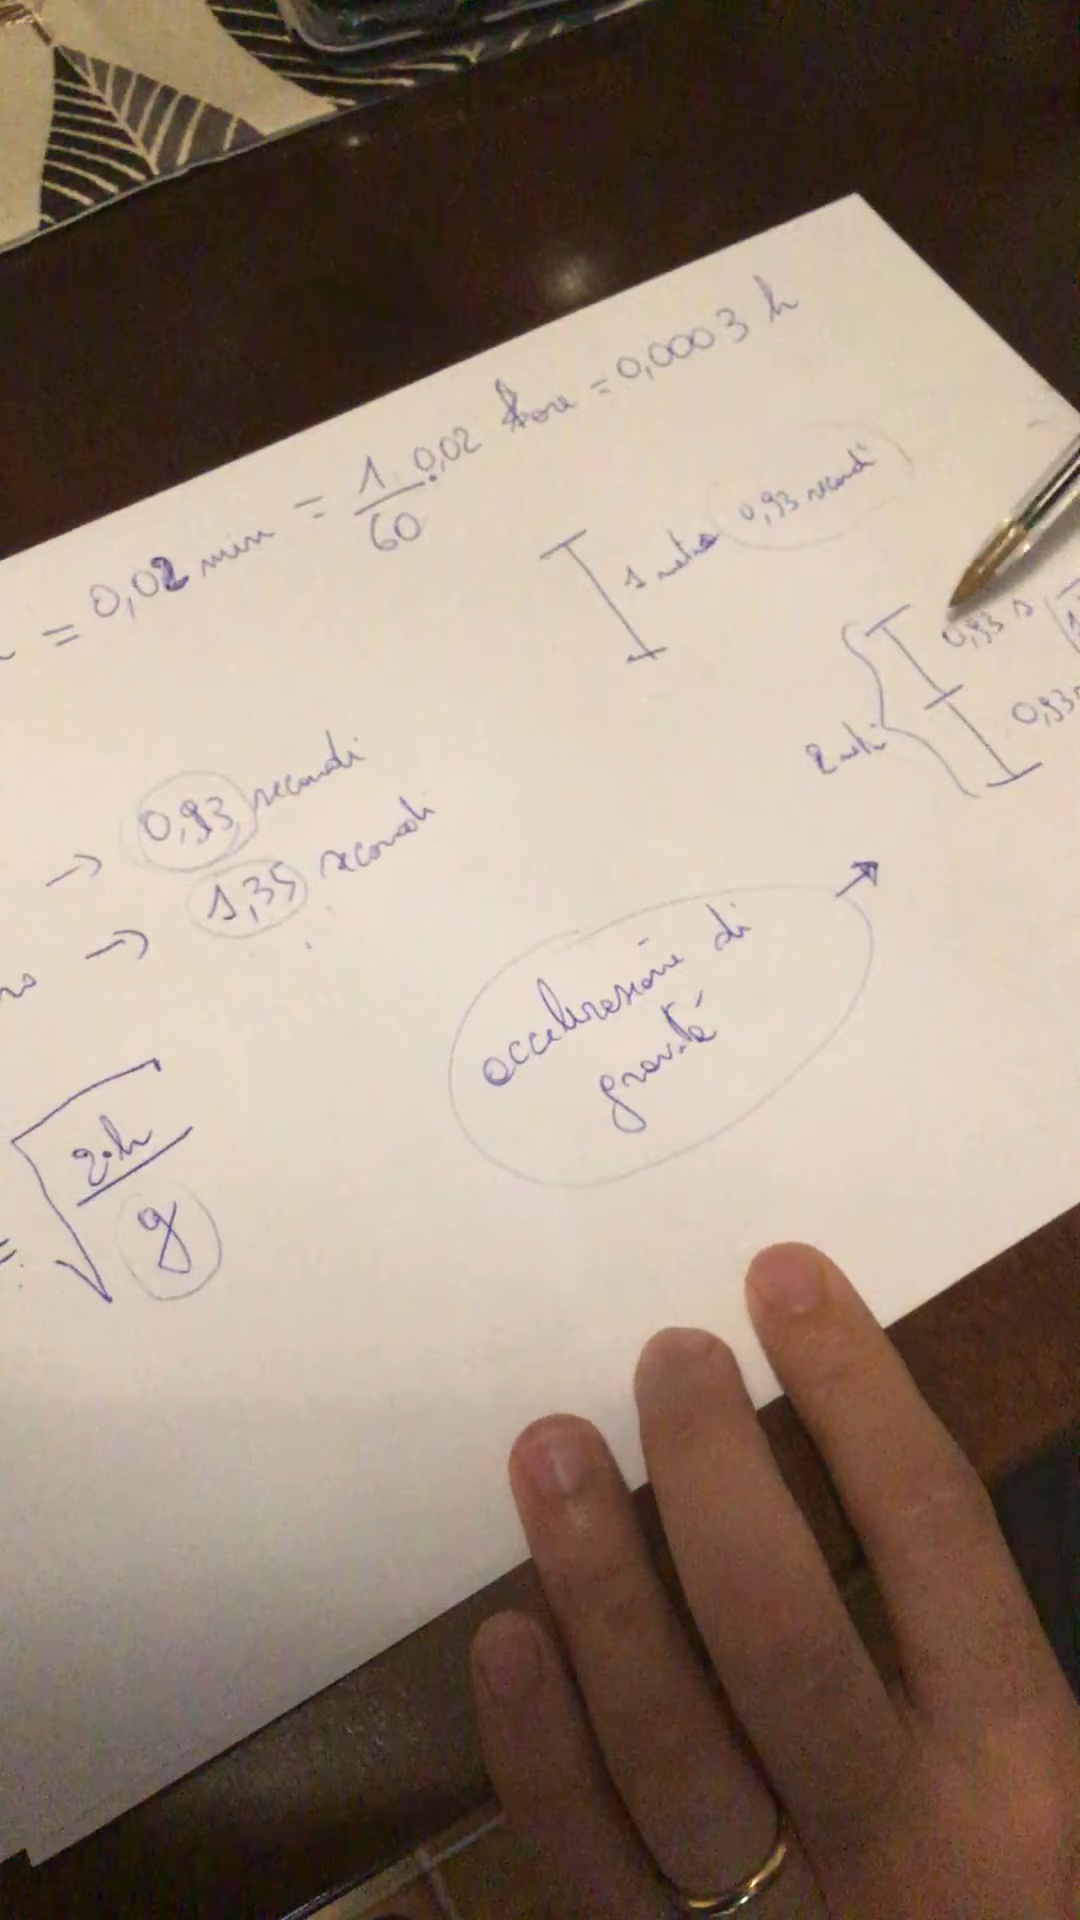 = 0,02 min = 1/60 · 0,02 ore = 0,0003 h
1 metro 0,93 secondi
0,93 s
0,93
2 metri
→ 0,93 secondi
→ 1,35 secondi
accelerazione di
gravità
= √(2·h/g)